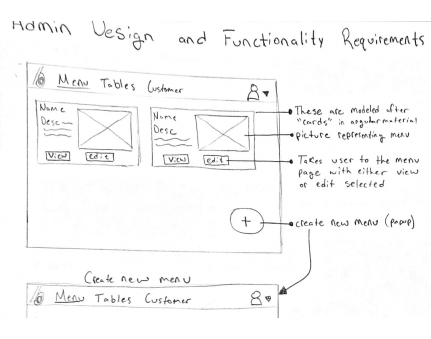 Admin Design and Functionality Requirements
Menu Tables Customer
Name
Desc
View edit
Name
Desc
View edit
These are modeled after
"cards" in angular material
picture representing menu
Takes user to the menu
page with either view
or edit selected
+
create new menu (popup)
Create new menu
Menu Tables Customer